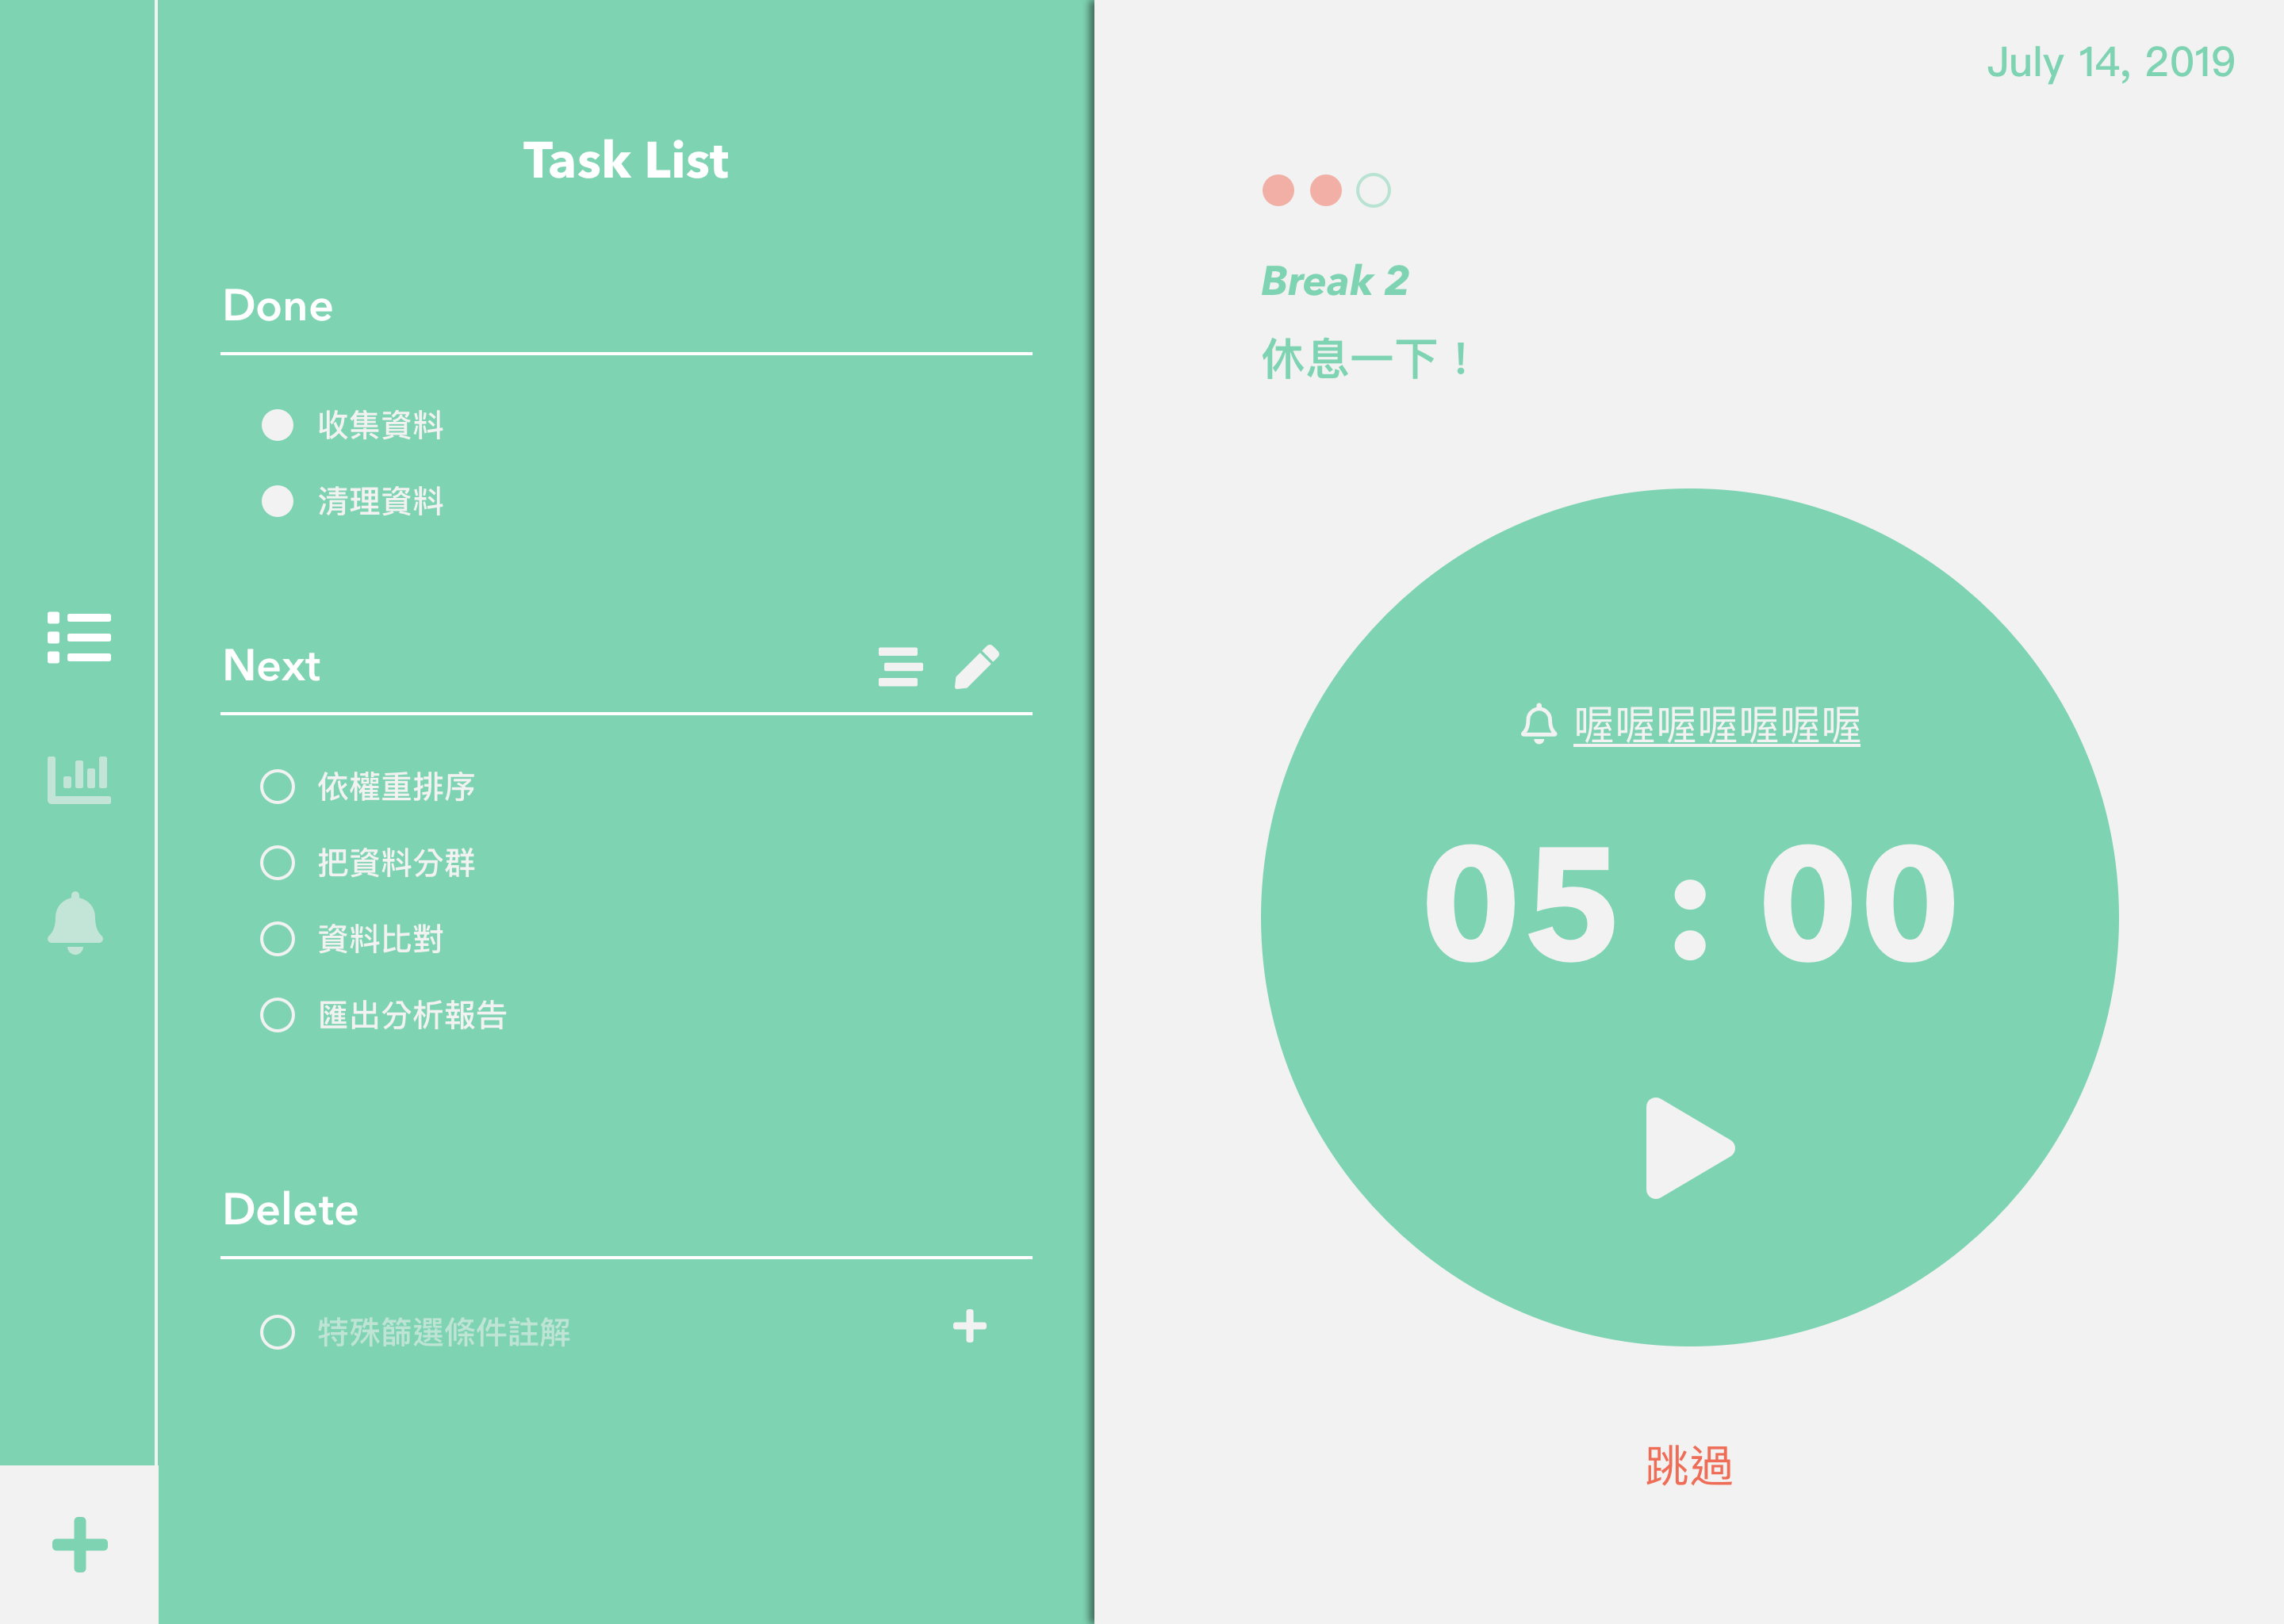 Task List
Done
收集資料
清理資料
Next
依權重排序
把資料分群
資料比對
匯出分析報告
Delete
特殊篩選條件註解
July 14, 2019
Break 2
休息一下！
喔喔喔喔喔喔喔
05 : 00
跳過